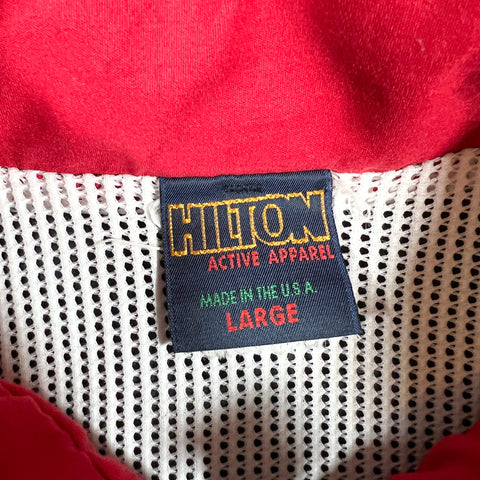 HILTON
ACTIVE APPAREL
MADE IN THE U.S.A.
LARGE